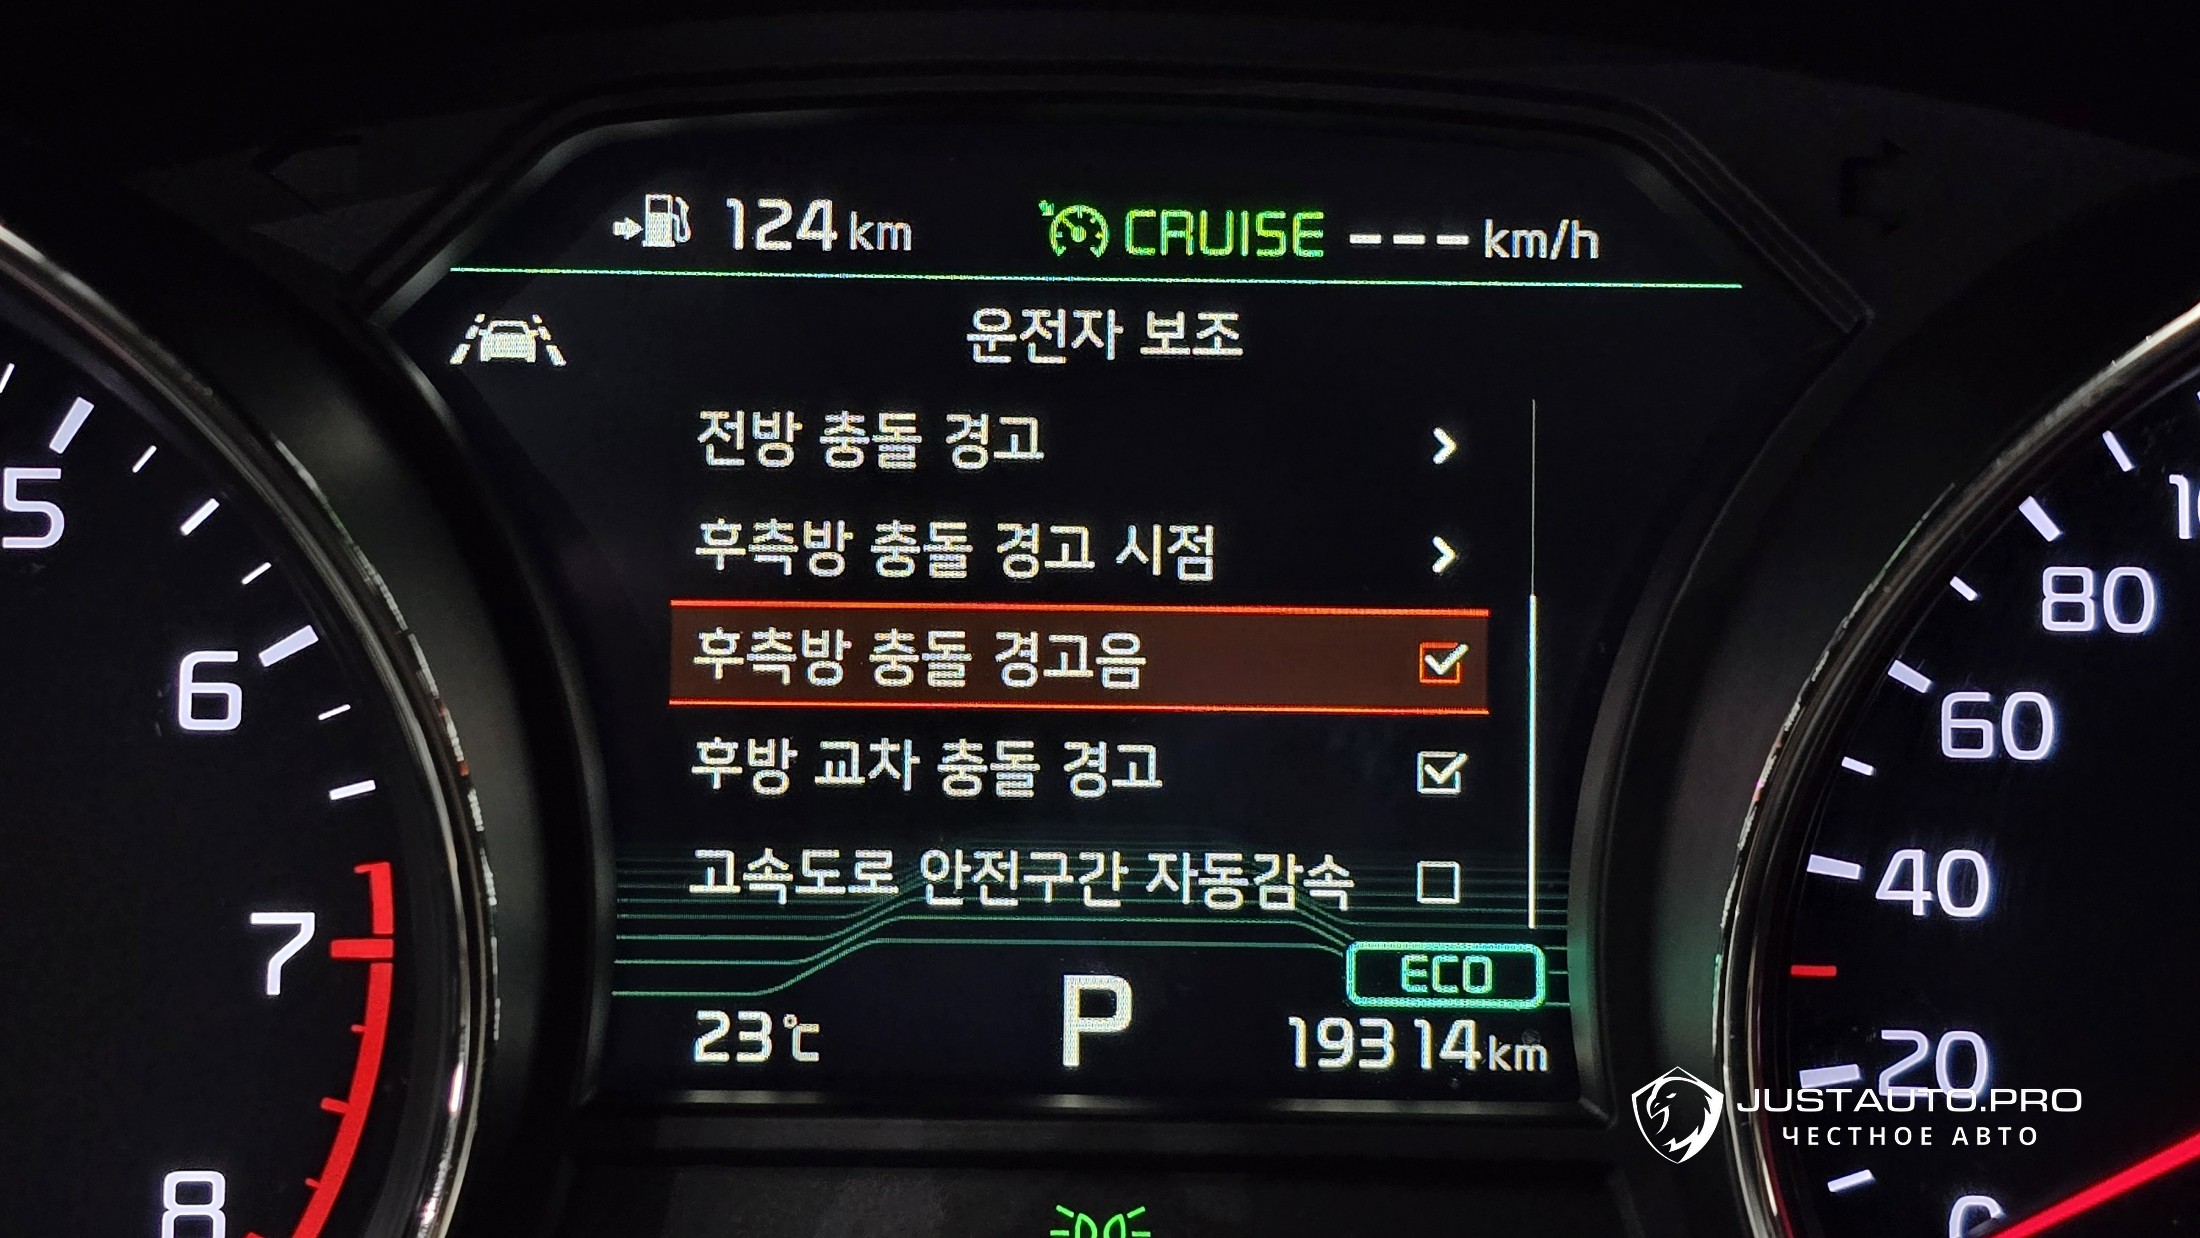 124 km CRUISE --- km/h
운전자 보조
전방 충돌 경고 >
후측방 충돌 경고 시점 >
후측방 충돌 경고음
후방 교차 충돌 경고
고속도로 안전구간 자동감속
ECO
23℃ P 19314 km
5
6
7
8
80
60
40
20
0
JUSTAUTO.PRO
ЧЕСТНОЕ АВТО